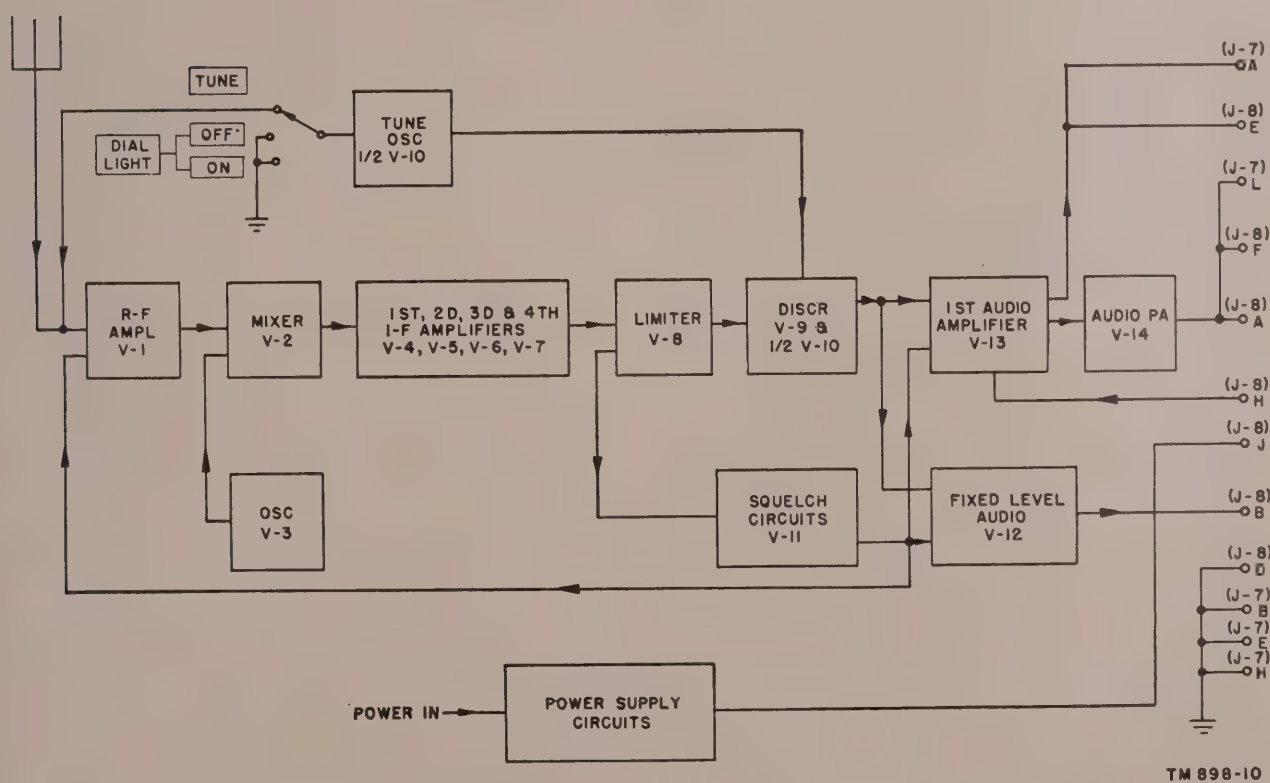 TUNE
DIAL
LIGHT
OFF
ON
TUNE
OSC
1/2 V-10
R-F
AMPL
V-1
MIXER
V-2
1ST, 2D, 3D & 4TH
I-F AMPLIFIERS
V-4, V-5, V-6, V-7
LIMITER
V-8
DISCR
V-9 &
1/2 V-10
1ST AUDIO
AMPLIFIER
V-13
AUDIO PA
V-14
OSC
V-3
SQUELCH
CIRCUITS
V-11
FIXED LEVEL
AUDIO
V-12
POWER IN
POWER SUPPLY
CIRCUITS
(J-7)
A
(J-8)
E
(J-7)
L
(J-8)
F
(J-8)
A
(J-8)
H
(J-8)
J
(J-8)
B
(J-8)
D
(J-7)
B
(J-7)
E
(J-7)
H
TM 898-10